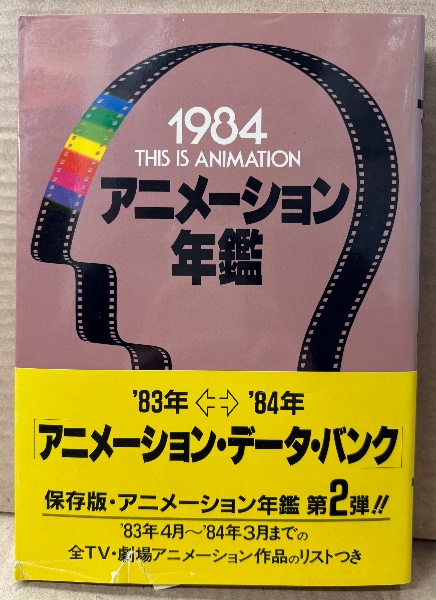 1984
THIS IS ANIMATION
アニメーション
年鑑
'83年⇔'84年
「アニメーション・データ・バンク」
保存版・アニメーション年鑑 第2弾!!
'83年4月〜'84年3月までの
全TV・劇場アニメーション作品のリストつき